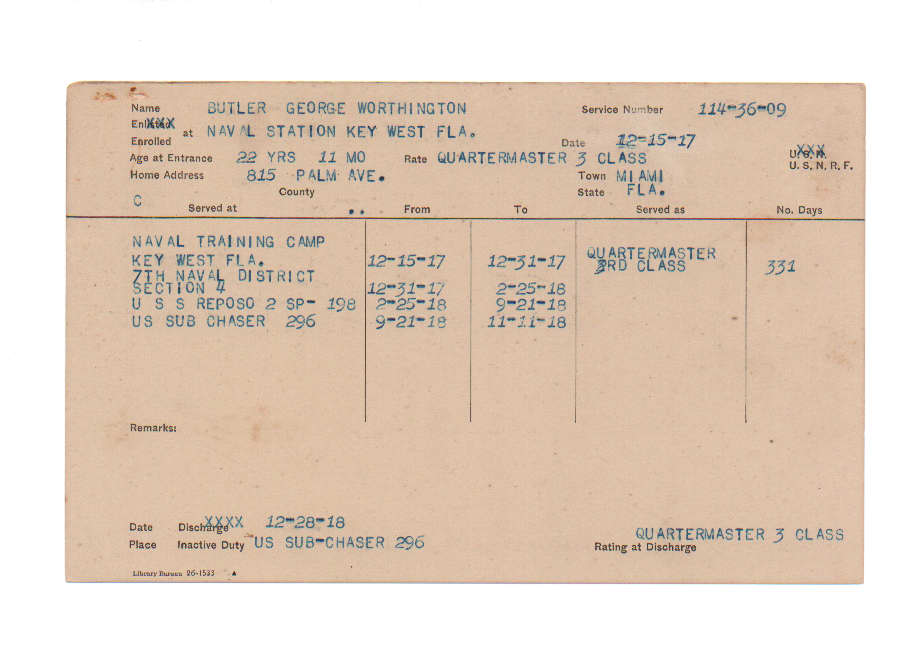 Name BUTLER GEORGE WORTHINGTON Service Number 114-36-09
Enlisted XXX at NAVAL STATION KEY WEST FLA.
Enrolled Date 12-15-17
Age at Entrance 22 YRS 11 MO Rate QUARTERMASTER 3 CLASS U.S.N. XXX
U. S. N. R. F.
Home Address 815 PALM AVE. Town MIAMI
County State FLA.
C Served at .. From To Served as No. Days
NAVAL TRAINING CAMP
KEY WEST FLA. 12-15-17 12-31-17 QUARTERMASTER
3RD CLASS 331
7TH NAVAL DISTRICT
SECTION 4 12-31-17 2-25-18
U S S REPOSO 2 SP- 198 2-25-18 9-21-18
US SUB CHASER 296 9-21-18 11-11-18
Remarks:
Date Discharge XXXX 12-28-18
Place Inactive Duty US SUB-CHASER 296 QUARTERMASTER 3 CLASS
Rating at Discharge
Library Bureau 26-1533 ▲